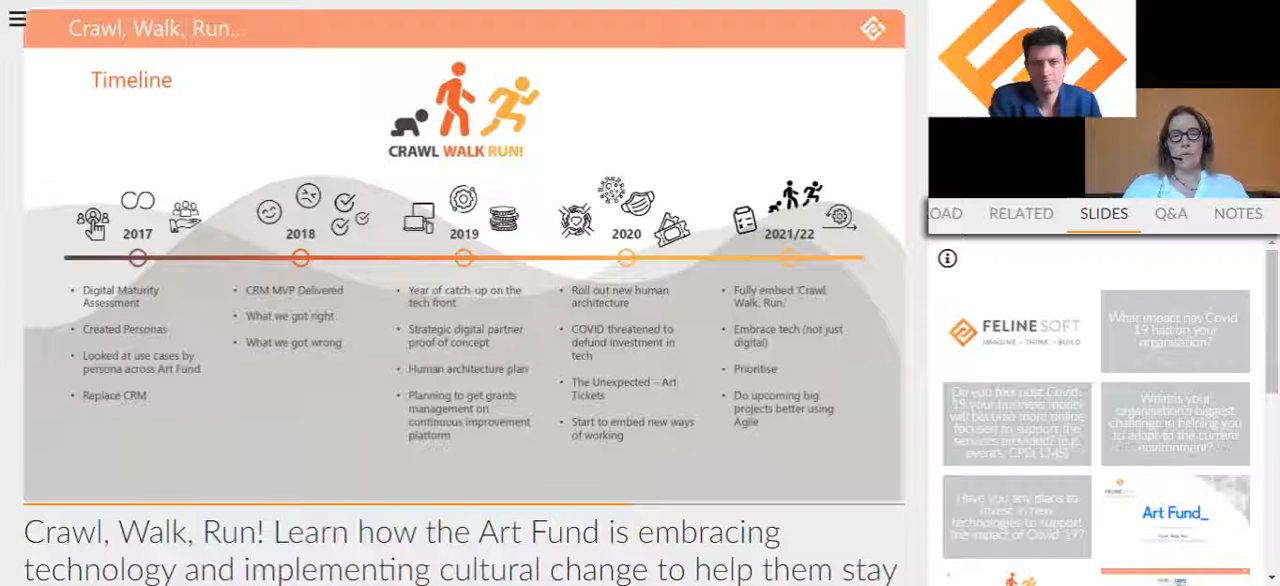 Crawl, Walk, Run...
Timeline
CRAWL WALK RUN!
2017
2018
2019
2020
2021/22
• Digital Maturity
Assessment
• Created Personas
• Looked at use cases by
persona across Art Fund
• Replace CRM
• CRM MVP Delivered
• What we got right
• What we got wrong
• Year of catch-up on the
tech front
• Strategic digital partner
proof of concept
• Human architecture plan
• Planning to get grants
management on
continuous improvement
platform
• Roll out new human
architecture
• COVID threatened to
defund investment in
tech
• The Unexpected – Art
Tickets
• Start to embed new ways
of working
• Fully embed 'Crawl,
Walk, Run.'
• Embrace tech (not just
digital)
• Prioritise
• Do upcoming big
projects better using
Agile
Crawl, Walk, Run! Learn how the Art Fund is embracing
technology and implementing cultural change to help them stay
LOAD RELATED SLIDES Q&A NOTES
FELINESOFT
IMAGINE - THINK - BUILD
What impact has Covid
19 had on your
organisation?
Do you feel post Covid
19 your business model
will become more online
focused to support the
services provided? (e.g.
events, CPD, LMS)
What is your
organisation's biggest
challenge in helping you
to adapt to the current
environment?
Have you any plans to
invest in new
technologies to support
the impact of Covid 19?
Art Fund_